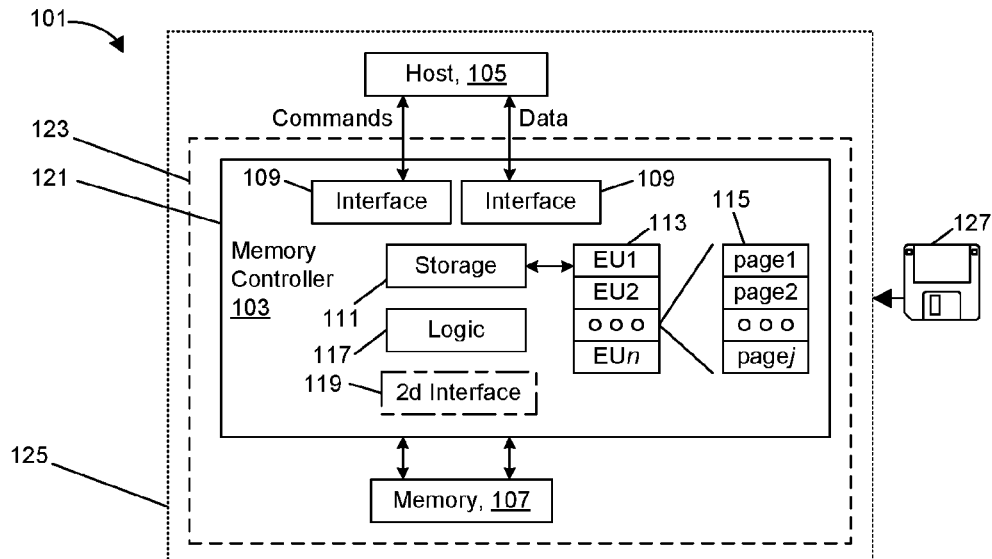 101
Host, 105
Commands
Data
123
121
109
109
Interface
Interface
113
115
127
Memory
Controller
103
Storage
EU1
page1
EU2
page2
111
Logic
117
EUn
pagej
119
2d Interface
125
Memory, 107